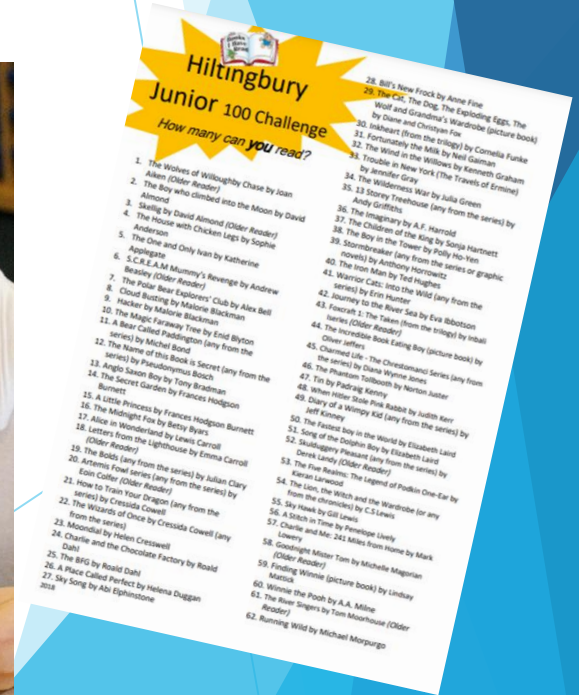 Books I Have Read
Hiltingbury
Junior 100 Challenge
How many can you read?
1. The Wolves of Willoughby Chase by Joan
Aiken (Older Reader)
2. The Boy who climbed into the Moon by David
Almond
3. Skellig by David Almond (Older Reader)
4. The House with Chicken Legs by Sophie
Anderson
5. The One and Only Ivan by Katherine
Applegate
6. S.C.R.E.A.M Mummy's Revenge by Andrew
Beasley (Older Reader)
7. The Polar Bear Explorers' Club by Alex Bell
8. Cloud Busting by Malorie Blackman
9. Hacker by Malorie Blackman
10. The Magic Faraway Tree by Enid Blyton
11. A Bear Called Paddington (any from the
series) by Michel Bond
12. The Name of this Book is Secret (any from the
series) by Pseudonymus Bosch
13. Anglo Saxon Boy by Tony Bradman
14. The Secret Garden by Frances Hodgson
Burnett
15. A Little Princess by Frances Hodgson Burnett
16. The Midnight Fox by Betsy Byars
17. Alice in Wonderland by Lewis Carroll
18. Letters from the Lighthouse by Emma Carroll
(Older Reader)
19. The Bolds (any from the series) by Julian Clary
20. Artemis Fowl series (any from the series) by
Eoin Colfer (Older Reader)
21. How to Train Your Dragon (any from the
series) by Cressida Cowell
22. The Wizards of Once by Cressida Cowell (any
from the series)
23. Moondial by Helen Cresswell
24. Charlie and the Chocolate Factory by Roald
Dahl
25. The BFG by Roald Dahl
26. A Place Called Perfect by Helena Duggan
27. Sky Song by Abi Elphinstone
2018
28. Bill's New Frock by Anne Fine
29. The Cat, The Dog, The Exploding Eggs, The
Wolf and Grandma's Wardrobe (picture book)
by Diane and Christyan Fox
30. Inkheart (from the trilogy) by Cornelia Funke
31. Fortunately the Milk by Neil Gaiman
32. The Wind in the Willows by Kenneth Graham
33. Trouble in New York (The Travels of Ermine)
by Jennifer Gray
34. The Wilderness War by Julia Green
35. 13 Storey Treehouse (any from the series) by
Andy Griffiths
36. The Imaginary by A.F. Harrold
37. The Children of the King by Sonja Hartnett
38. The Boy in the Tower by Polly Ho-Yen
39. Stormbreaker (any from the series or graphic
novels) by Anthony Horrowitz
40. The Iron Man by Ted Hughes
41. Warrior Cats: Into the Wild (any from the
series) by Erin Hunter
42. Journey to the River Sea by Eva Ibbotson
43. Foxcraft 1: The Taken (from the trilogy) by Inbali
Iserles (Older Reader)
44. The Incredible Book Eating Boy (picture book) by
Oliver Jeffers
45. Charmed Life - The Chrestomanci Series (any from
the series) by Diana Wynne Jones
46. The Phantom Tollbooth by Norton Juster
47. Tin by Padraig Kenny
48. When Hitler Stole Pink Rabbit by Judith Kerr
49. Diary of a Wimpy Kid (any from the series) by
Jeff Kinney
50. The Fastest boy in the World by Elizabeth Laird
51. Song of the Dolphin Boy by Elizabeth Laird
52. Skulduggery Pleasant (any from the series) by
Derek Landy (Older Reader)
53. The Five Realms: The Legend of Podkin One-Ear by
Kieran Larwood
54. The Lion, the Witch and the Wardrobe (or any
from the chronicles) by C.S Lewis
55. Sky Hawk by Gill Lewis
56. A Stitch in Time by Penelope Lively
57. Charlie and Me: 241 Miles from Home by Mark
Lowery
58. Goodnight Mister Tom by Michelle Magorian
(Older Reader)
59. Finding Winnie (picture book) by Lindsay
Mattick
60. Winnie the Pooh by A.A. Milne
61. The River Singers by Tom Moorhouse (Older
Reader)
62. Running Wild by Michael Morpurgo